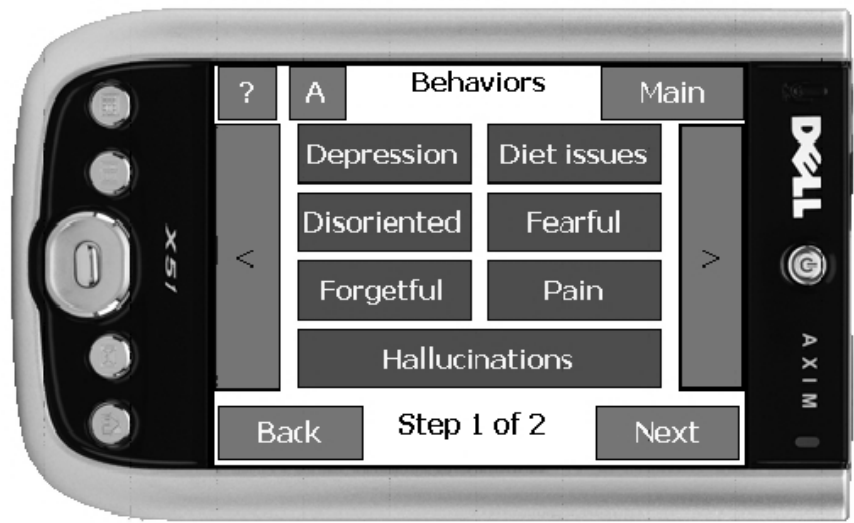 ? A Behaviors Main
Depression Diet issues
Disoriented Fearful
< >
Forgetful Pain
Hallucinations
Back Step 1 of 2 Next
X51
DELL
AXIM